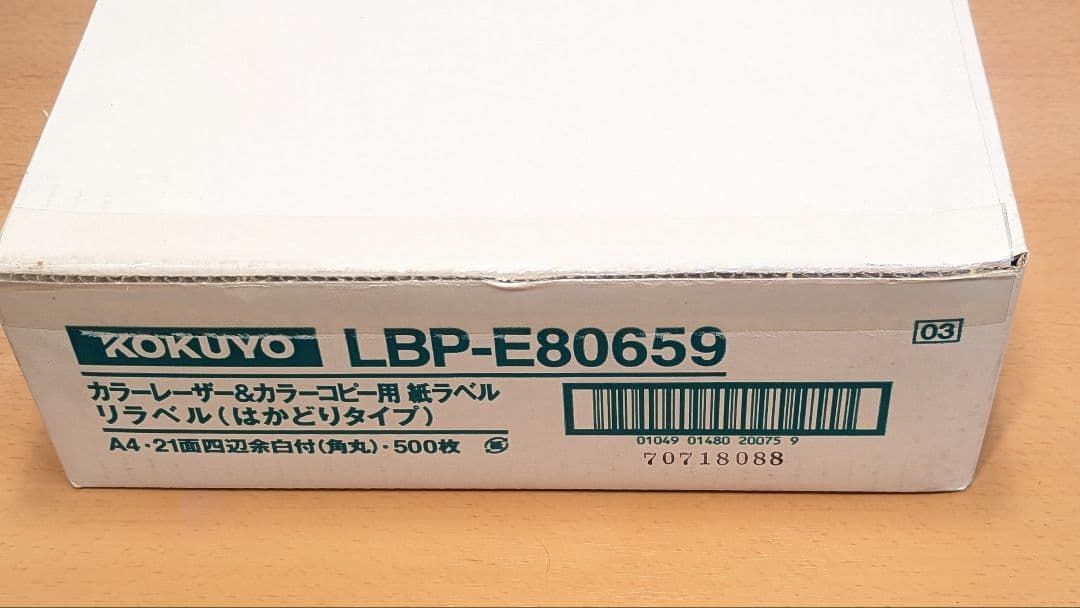 KOKUYO LBP-E80659
03
カラーレーザー&カラーコピー用 紙ラベル
リラベル(はかどりタイプ)
A4・21面四辺余白付(角丸)・500枚
01049 01480 20075 9
70718088